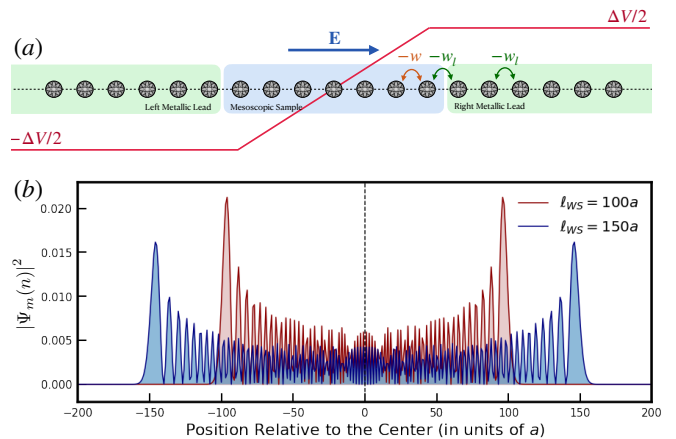 ΔV/2
(a)
E
−w
−w_l
−w_l
Left Metallic Lead
Mesoscopic Sample
Right Metallic Lead
−ΔV/2
(b)
ℓ_WS = 100a
ℓ_WS = 150a
|Ψ_m(n)|²
0.020
0.015
0.010
0.005
0.000
−200 −150 −100 −50 0 50 100 150 200
Position Relative to the Center (in units of a)